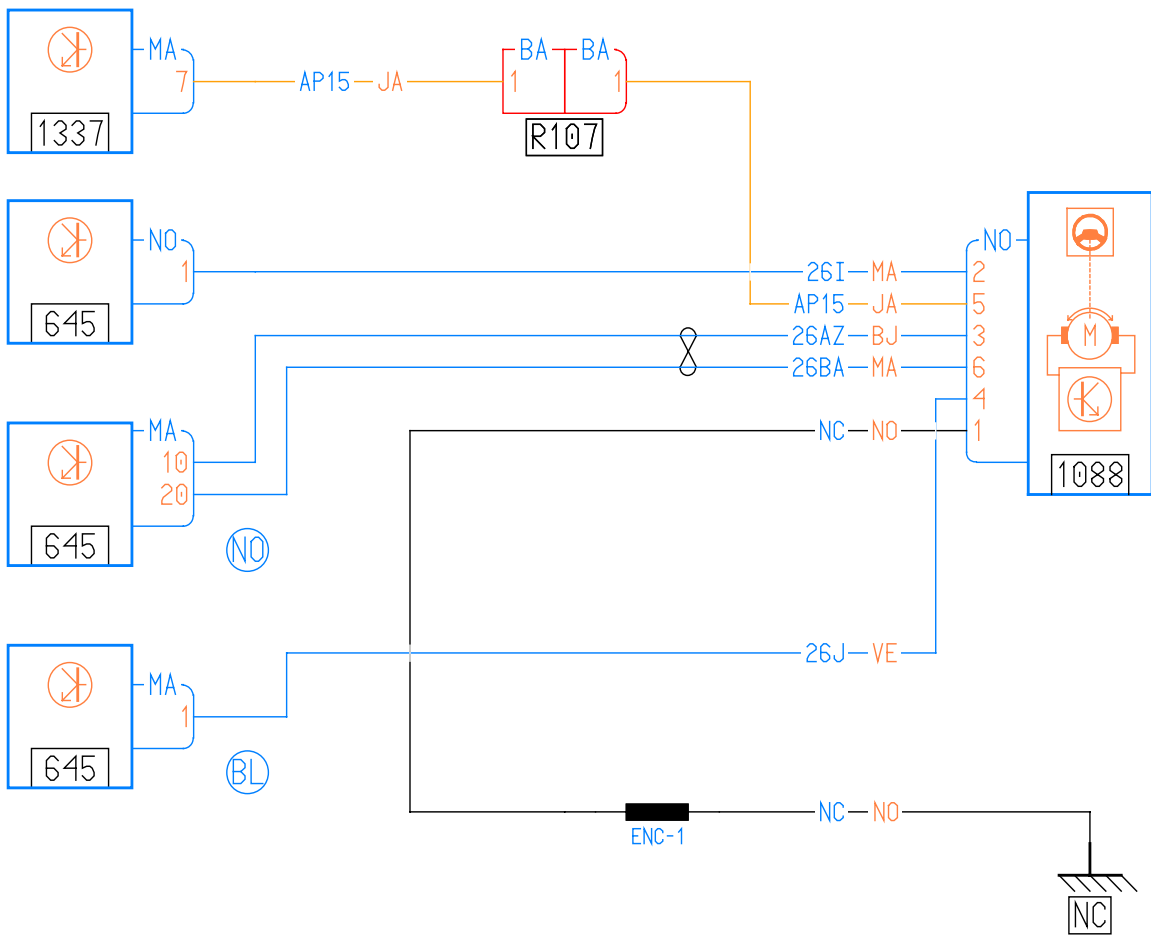 MA
7
AP15 JA
BA BA
1 1
R107
1337
NO
1
645
26I MA
AP15 JA
26AZ BJ
26BA MA
NC NO
NO
2
5
3
6
4
1
M
1088
MA
10
20
645
NO
26J VE
MA
1
645
BL
ENC-1
NC NO
NC